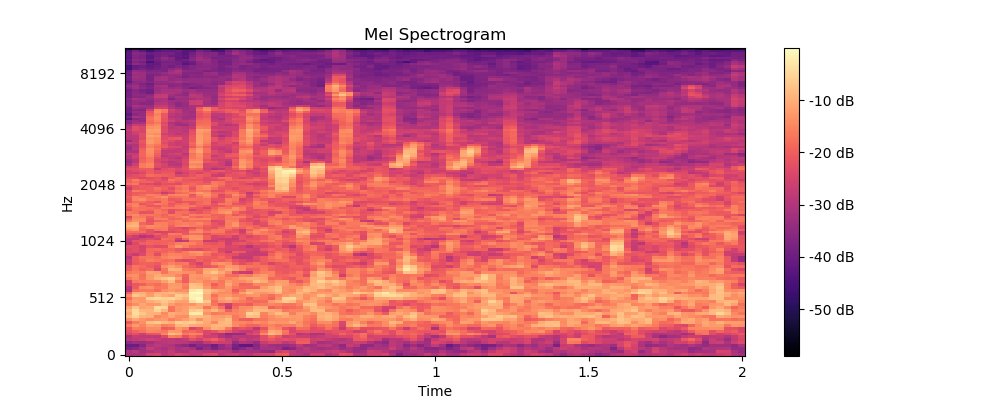 Mel Spectrogram
Hz
8192
4096
2048
1024
512
0
0 0.5 1 1.5 2
Time
-10 dB
-20 dB
-30 dB
-40 dB
-50 dB